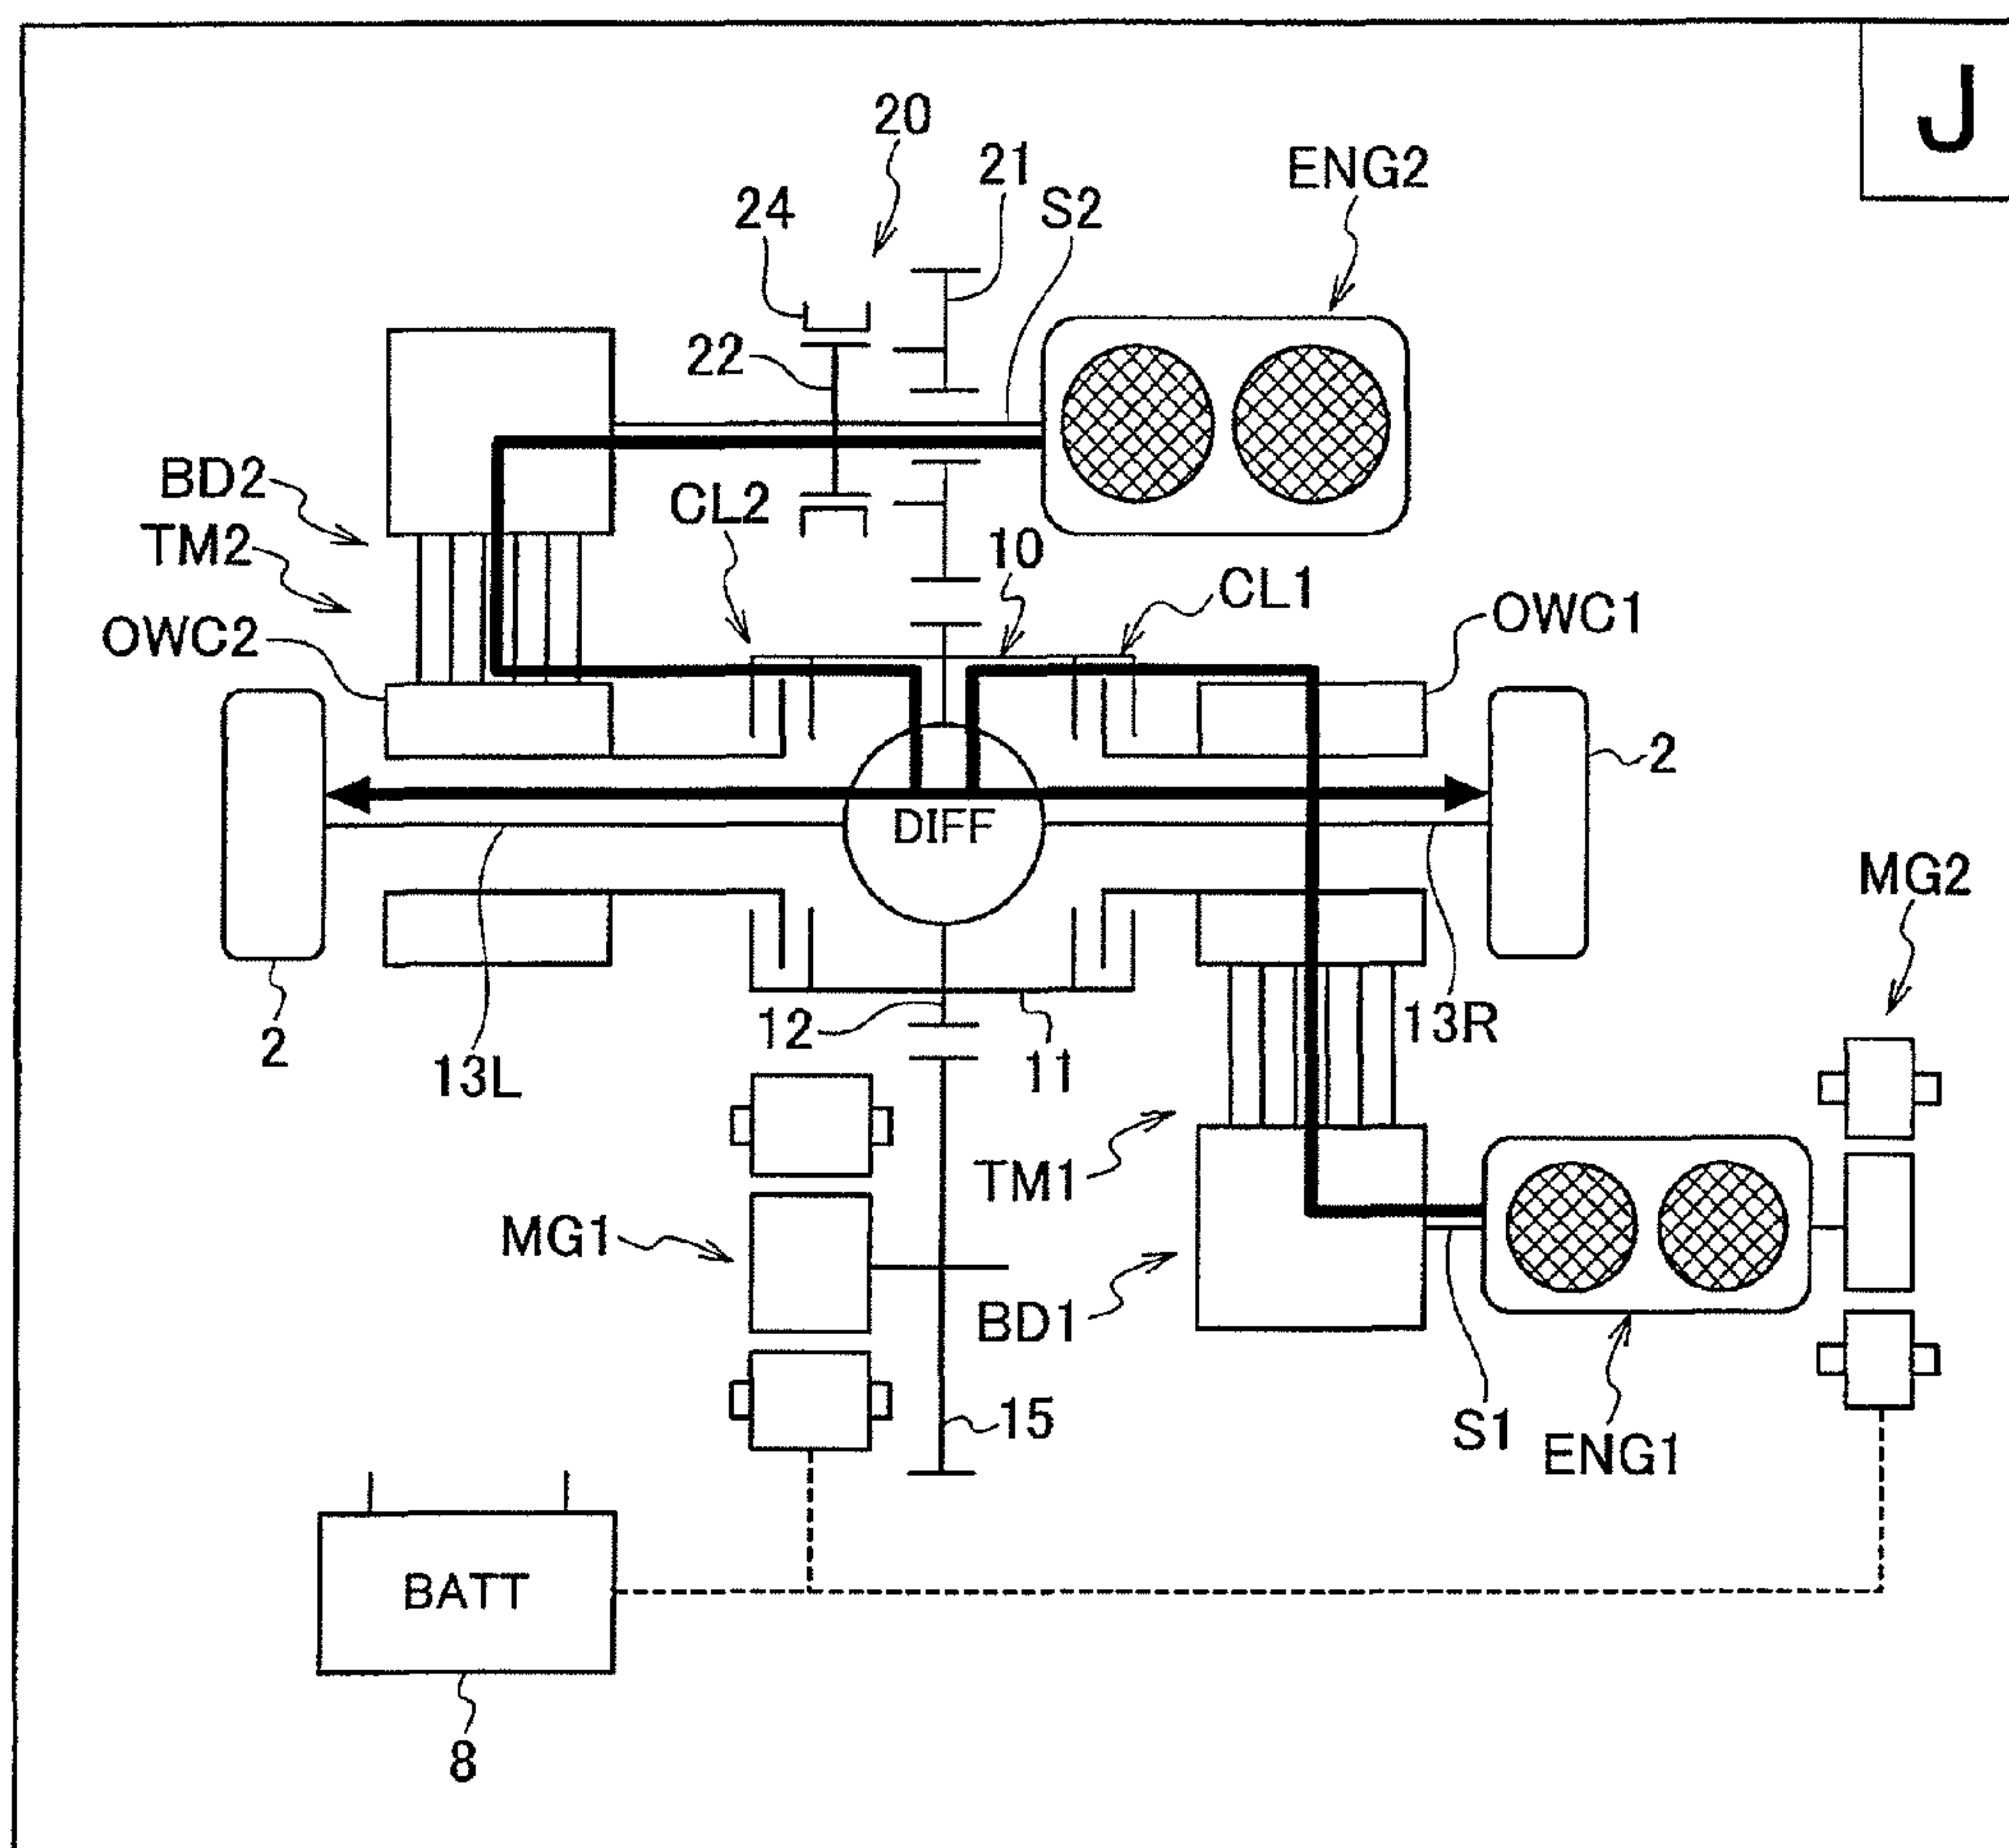 J
20
21
ENG2
24
S2
22
BD2
CL2
TM2
10
CL1
OWC2
OWC1
2
DIFF
MG2
12
13R
2
13L
11
TM1
MG1
BD1
15
S1
ENG1
BATT
8